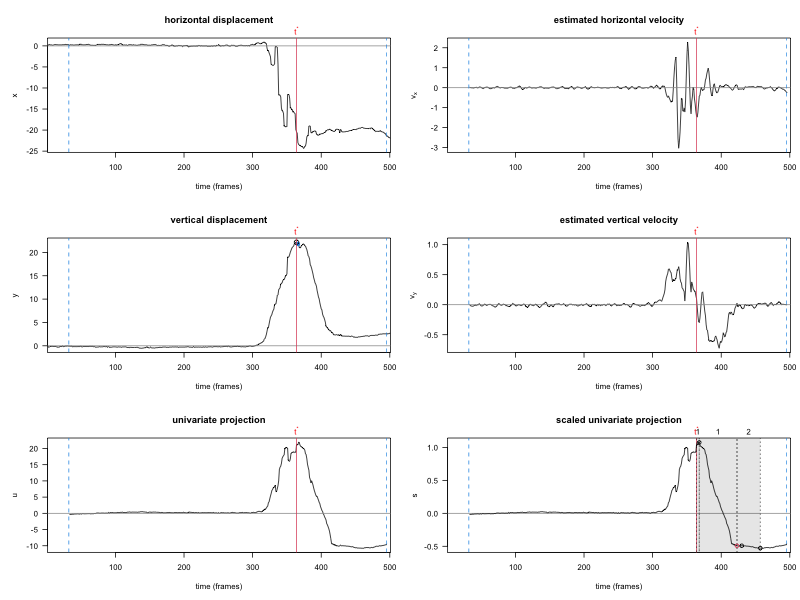 horizontal displacement
t*
x
0
-5
-10
-15
-20
-25
100
200
300
400
500
time (frames)
estimated horizontal velocity
t*
vx
2
1
0
-1
-2
-3
100
200
300
400
500
time (frames)
vertical displacement
t*
y
20
15
10
5
0
100
200
300
400
500
time (frames)
estimated vertical velocity
t*
vy
1.0
0.5
0.0
-0.5
100
200
300
400
500
time (frames)
univariate projection
t*
u
20
15
10
5
0
-5
-10
100
200
300
400
500
time (frames)
scaled univariate projection
1 2
s
1.0
0.5
0.0
-0.5
100
200
300
400
500
time (frames)